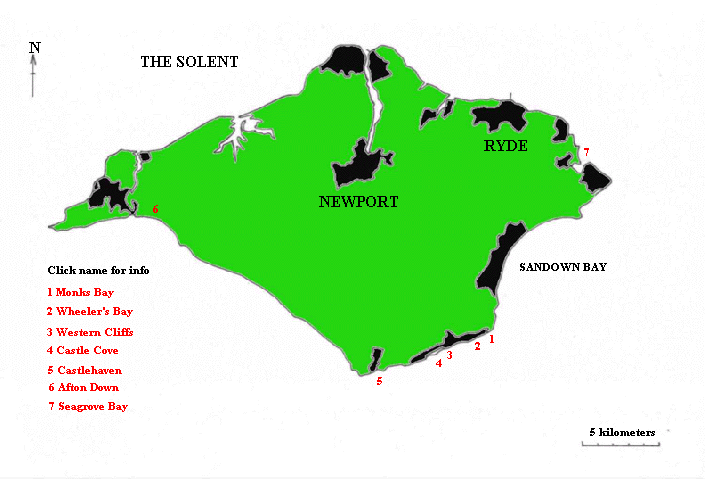 N
THE SOLENT
RYDE
7
NEWPORT
6
SANDOWN BAY
Click name for info
1 Monks Bay
2 Wheeler's Bay
3 Western Cliffs
4 Castle Cove
5 Castlehaven
6 Afton Down
7 Seagrove Bay
1
2
3
4
5
5 kilometers